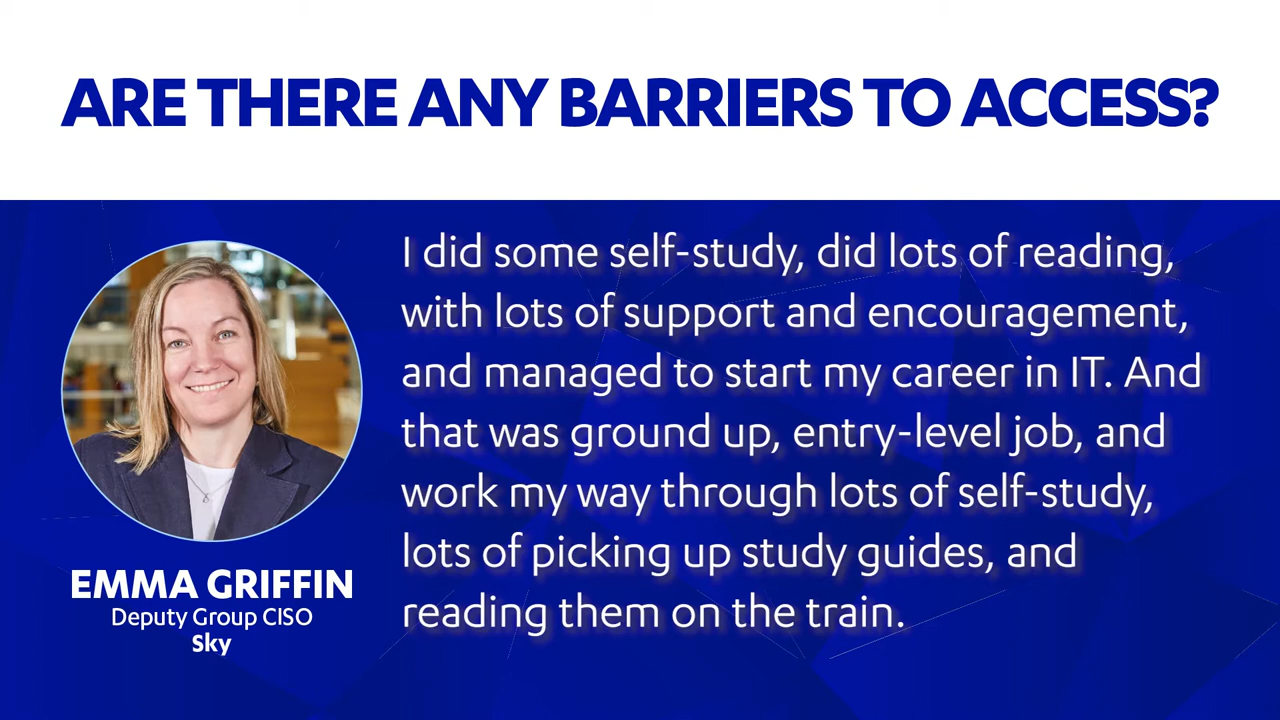 ARE THERE ANY BARRIERS TO ACCESS?
I did some self-study, did lots of reading,
with lots of support and encouragement,
and managed to start my career in IT. And
that was ground up, entry-level job, and
work my way through lots of self-study,
lots of picking up study guides, and
reading them on the train.
EMMA GRIFFIN
Deputy Group CISO
Sky